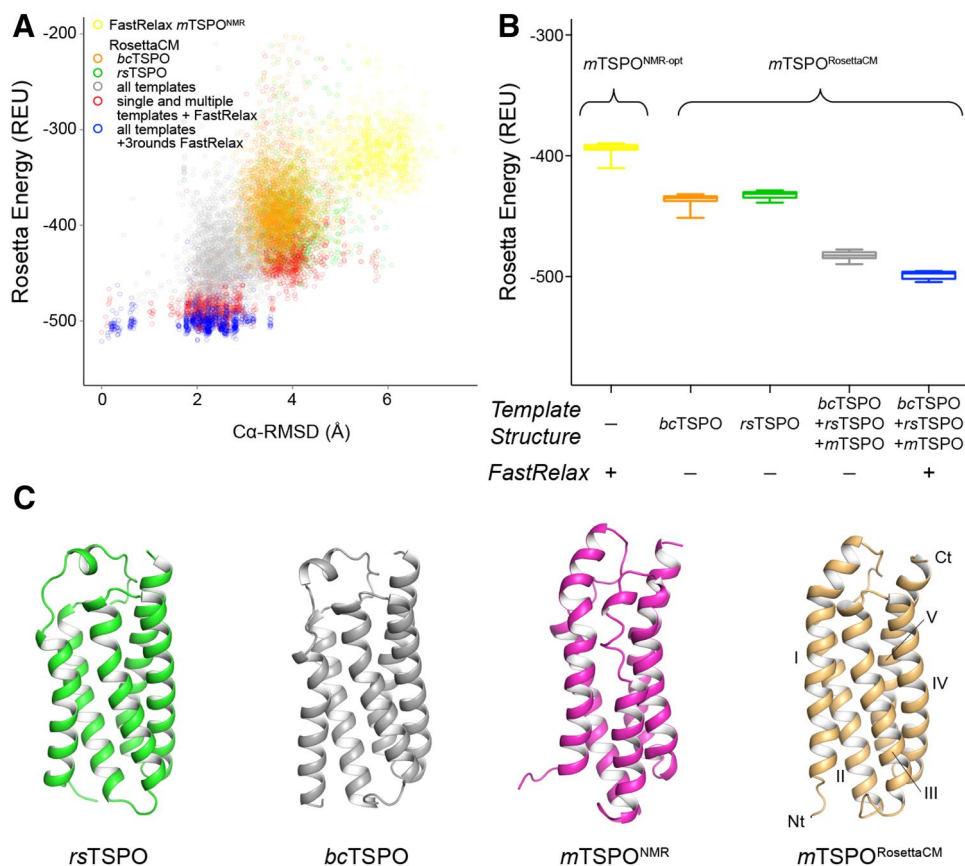 A
FastRelax mTSPO^NMR
RosettaCM
bcTSPO
rsTSPO
all templates
single and multiple
templates + FastRelax
all templates
+3rounds FastRelax
-200
-300
-400
-500
Rosetta Energy (REU)
0 2 4 6
Cα-RMSD (Å)
B
-300
-400
-500
Rosetta Energy (REU)
mTSPO^NMR-opt mTSPO^RosettaCM
Template
Structure
–
bcTSPO
rsTSPO
bcTSPO
+rsTSPO
+mTSPO
bcTSPO
+rsTSPO
+mTSPO
FastRelax + – – – +
C
Ct
V
I
IV
II
III
Nt
rsTSPO bcTSPO mTSPO^NMR mTSPO^RosettaCM